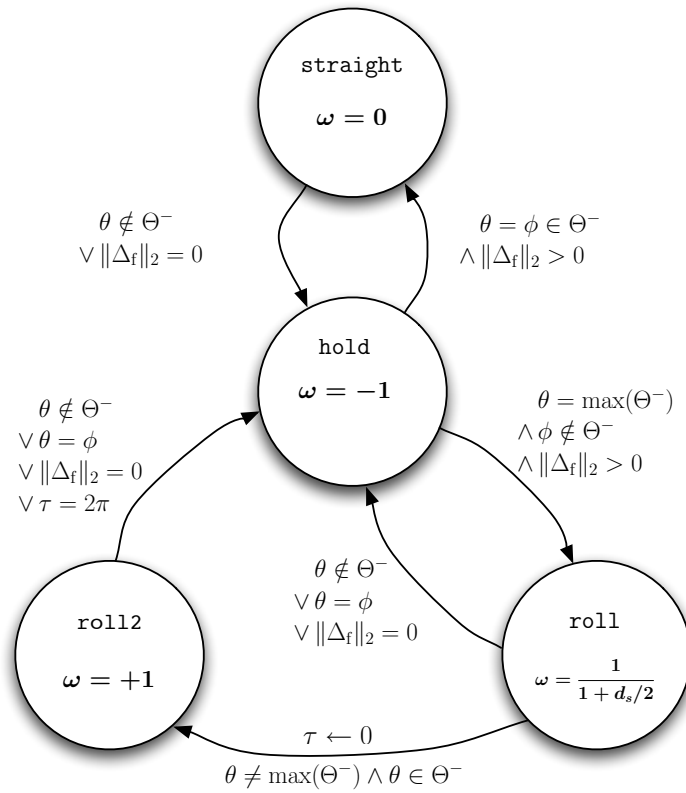 straight
ω = 0
θ ∉ Θ⁻
∨ ‖Δ_f‖₂ = 0
θ = φ ∈ Θ⁻
∧ ‖Δ_f‖₂ > 0
hold
ω = −1
θ ∉ Θ⁻
∨ θ = φ
∨ ‖Δ_f‖₂ = 0
∨ τ = 2π
θ = max(Θ⁻)
∧ φ ∉ Θ⁻
∧ ‖Δ_f‖₂ > 0
θ ∉ Θ⁻
∨ θ = φ
∨ ‖Δ_f‖₂ = 0
roll2
ω = +1
roll
ω = 1 / (1 + d_s/2)
τ ← 0
θ ≠ max(Θ⁻) ∧ θ ∈ Θ⁻